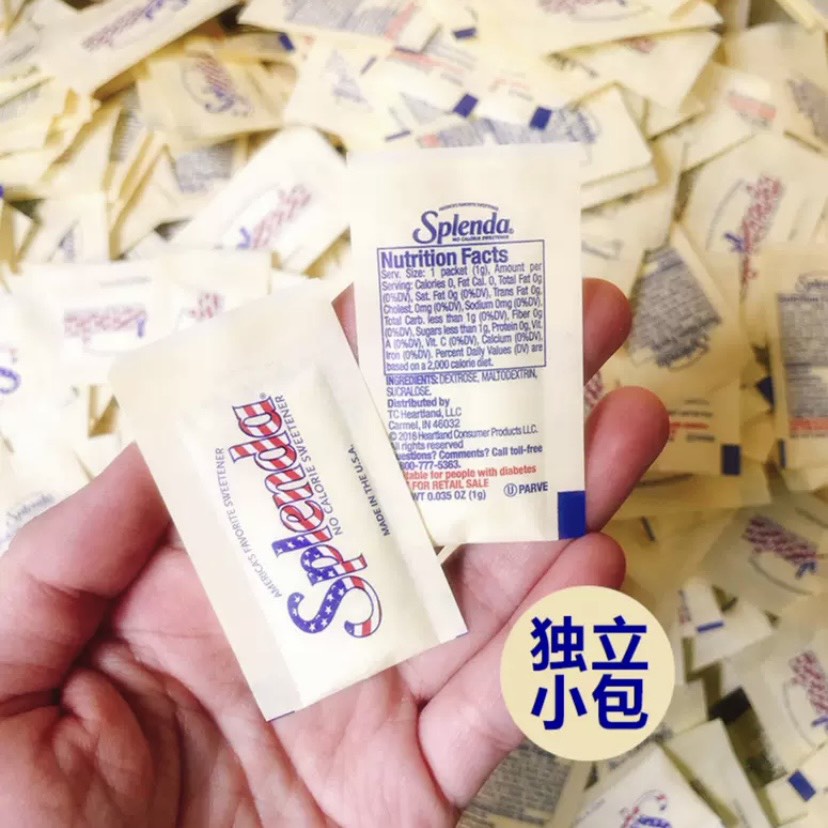 Splenda®
NO CALORIE SWEETENER
Nutrition Facts
Serv. Size: 1 packet (1g), Amount per
Serving: Calories 0, Fat Cal. 0, Total Fat 0g
(0%DV), Sat. Fat 0g (0%DV), Trans Fat 0g,
Cholest. 0mg (0%DV), Sodium 0mg (0%DV),
Total Carb. less than 1g (0%DV), Fiber 0g
(0%DV), Sugars less than 1g, Protein 0g, Vit.
A (0%DV), Vit. C (0%DV), Calcium (0%DV),
Iron (0%DV). Percent Daily Values (DV) are
based on a 2,000 calorie diet.
INGREDIENTS: DEXTROSE, MALTODEXTRIN,
SUCRALOSE.
Distributed by
TC Heartland, LLC
Carmel, IN 46032
© 2016 Heartland Consumer Products LLC.
All rights reserved
estions? Comments? Call toll-free
800-777-5363.
table for people with diabetes
FOR RETAIL SALE
WT 0.035 OZ (1g)
Ⓤ PARVE
AMERICA'S FAVORITE SWEETENER
Splenda®
NO CALORIE SWEETENER
MADE IN THE U.S.A.
独立
小包